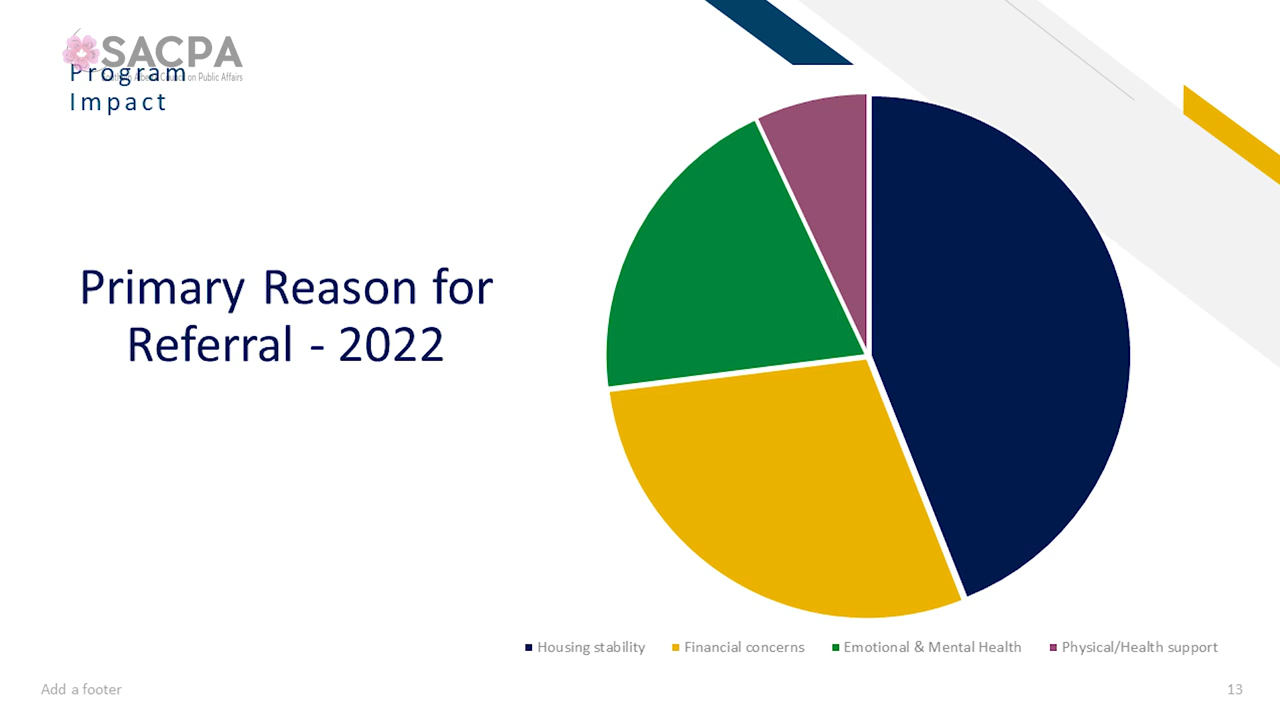 SACPA
Program
Impact
Primary Reason for
Referral - 2022
Housing stability
Financial concerns
Emotional & Mental Health
Physical/Health support
Add a footer
13